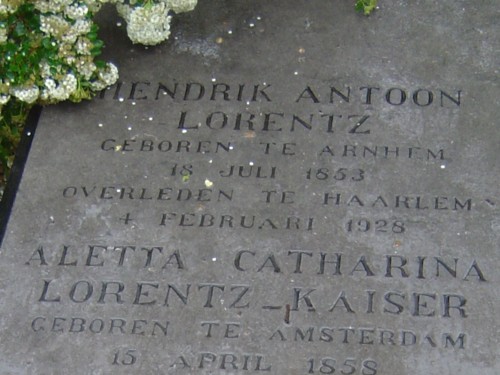 HENDRIK ANTOON
LORENTZ
GEBOREN TE ARNHEM
18 JULI 1853
OVERLEDEN TE HAARLEM
4 FEBRUARI 1928
ALETTA CATHARINA
LORENTZ-KAISER
GEBOREN TE AMSTERDAM
15 APRIL 1858